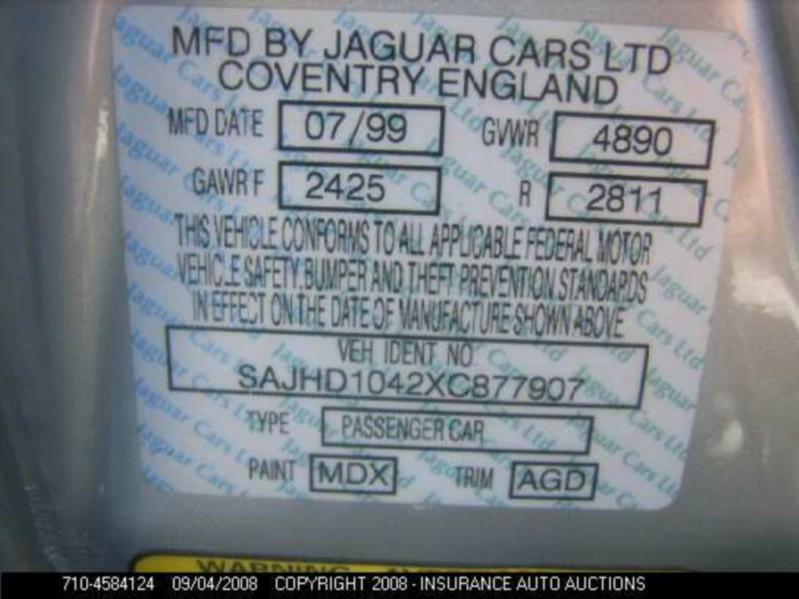 MFD BY JAGUAR CARS LTD
COVENTRY ENGLAND
MFD DATE 07/99 GVWR 4890
GAWR F 2425 R 2811
THIS VEHICLE CONFORMS TO ALL APPLICABLE FEDERAL MOTOR
VEHICLE SAFETY, BUMPER AND THEFT PREVENTION STANDARDS
IN EFFECT ON THE DATE OF MANUFACTURE SHOWN ABOVE
VEH IDENT NO
SAJHD1042XC877907
TYPE PASSENGER CAR
PAINT MDX TRIM AGD
WARNING
710-4584124 09/04/2008 COPYRIGHT 2008 - INSURANCE AUTO AUCTIONS